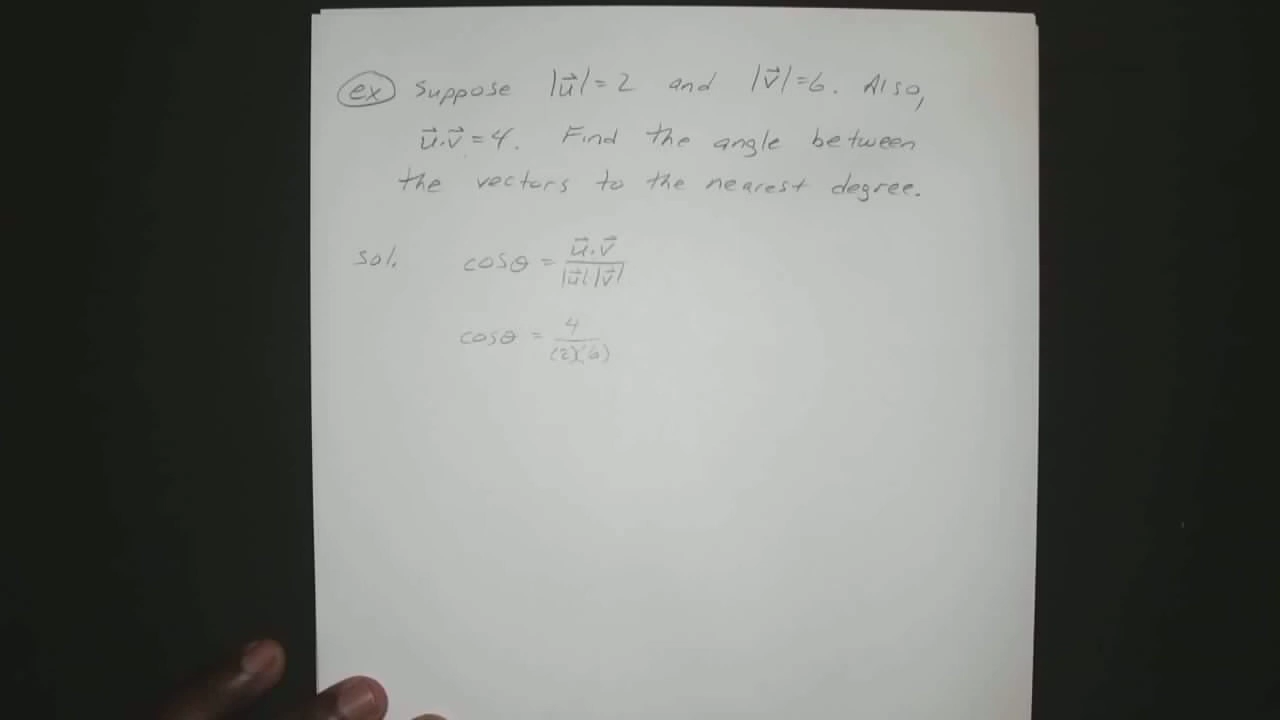 ex Suppose |u⃗|=2 and |v⃗|=6. Also,
u⃗·v⃗=4. Find the angle between
the vectors to the nearest degree.
Sol. cosθ = u⃗·v⃗ / |u⃗|·|v⃗|
cosθ = 4 / (2)(6)